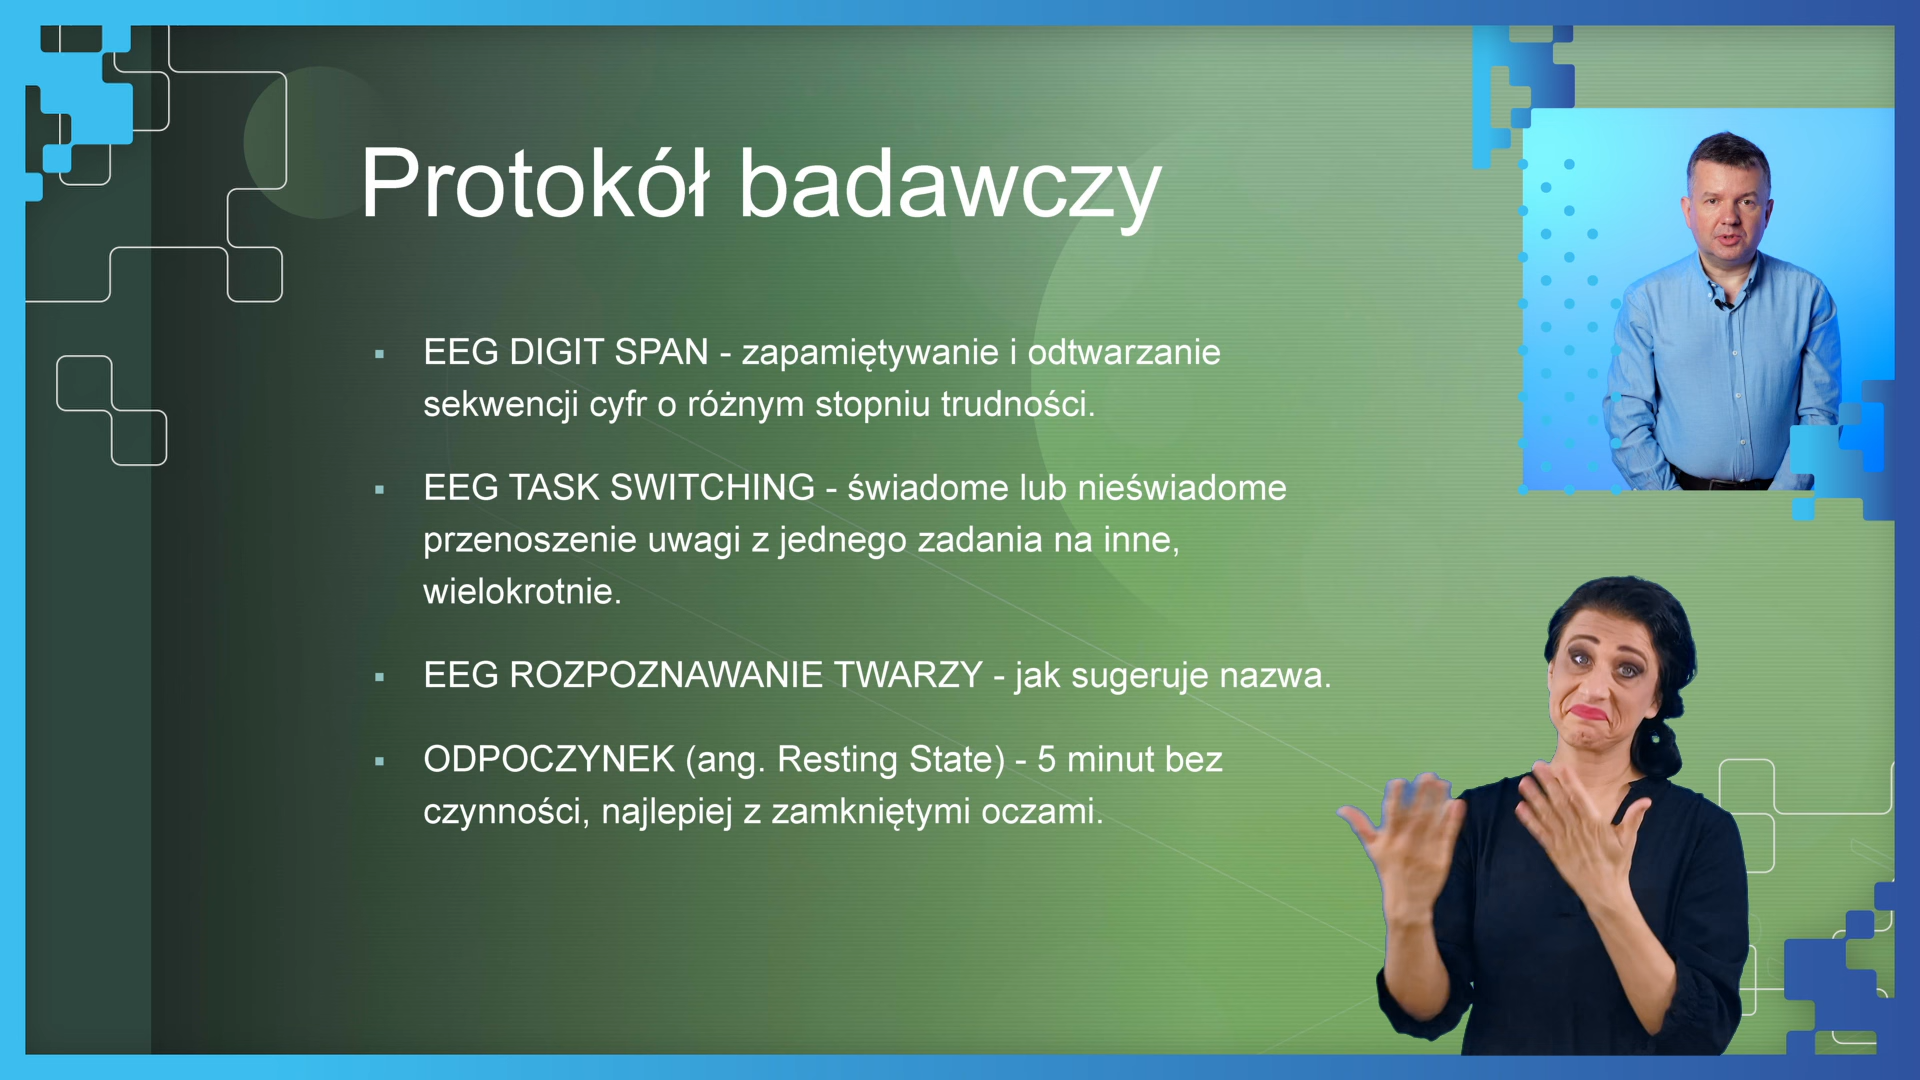 Protokół badawczy
EEG DIGIT SPAN - zapamiętywanie i odtwarzanie
sekwencji cyfr o różnym stopniu trudności.
EEG TASK SWITCHING - świadome lub nieświadome
przenoszenie uwagi z jednego zadania na inne,
wielokrotnie.
EEG ROZPOZNAWANIE TWARZY - jak sugeruje nazwa.
ODPOCZYNEK (ang. Resting State) - 5 minut bez
czynności, najlepiej z zamkniętymi oczami.